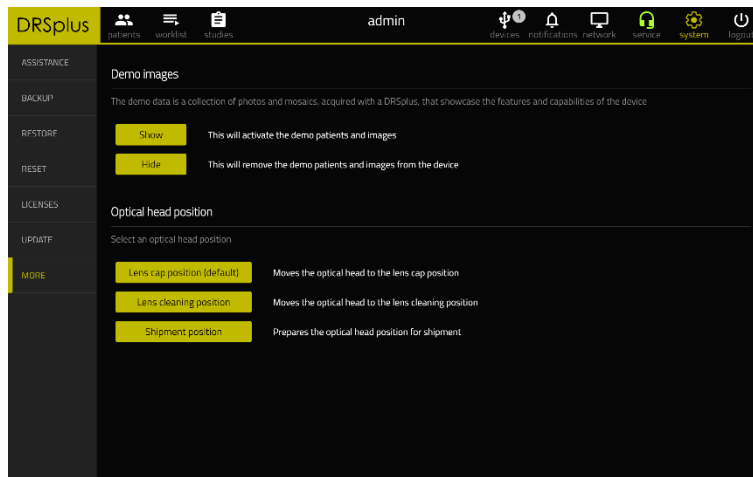 DRSplus
patients worklist studies
admin
1
devices notifications network service system logout
ASSISTANCE
BACKUP
RESTORE
RESET
LICENSES
UPDATE
MORE
Demo images
The demo data is a collection of photos and mosaics, acquired with a DRSplus, that showcase the features and capabilities of the device
Show This will activate the demo patients and images
Hide This will remove the demo patients and images from the device
Optical head position
Select an optical head position
Lens cap position (default) Moves the optical head to the lens cap position
Lens cleaning position Moves the optical head to the lens cleaning position
Shipment position Prepares the optical head position for shipment